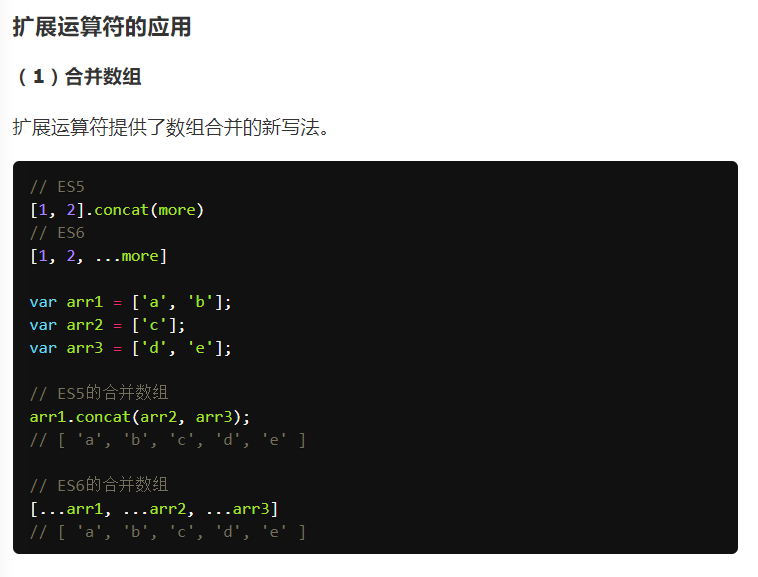 扩展运算符的应用
（1）合并数组
扩展运算符提供了数组合并的新写法。
// ES5
[1, 2].concat(more)
// ES6
[1, 2, ...more]
var arr1 = ['a', 'b'];
var arr2 = ['c'];
var arr3 = ['d', 'e'];
// ES5的合并数组
arr1.concat(arr2, arr3);
// [ 'a', 'b', 'c', 'd', 'e' ]
// ES6的合并数组
[...arr1, ...arr2, ...arr3]
// [ 'a', 'b', 'c', 'd', 'e' ]